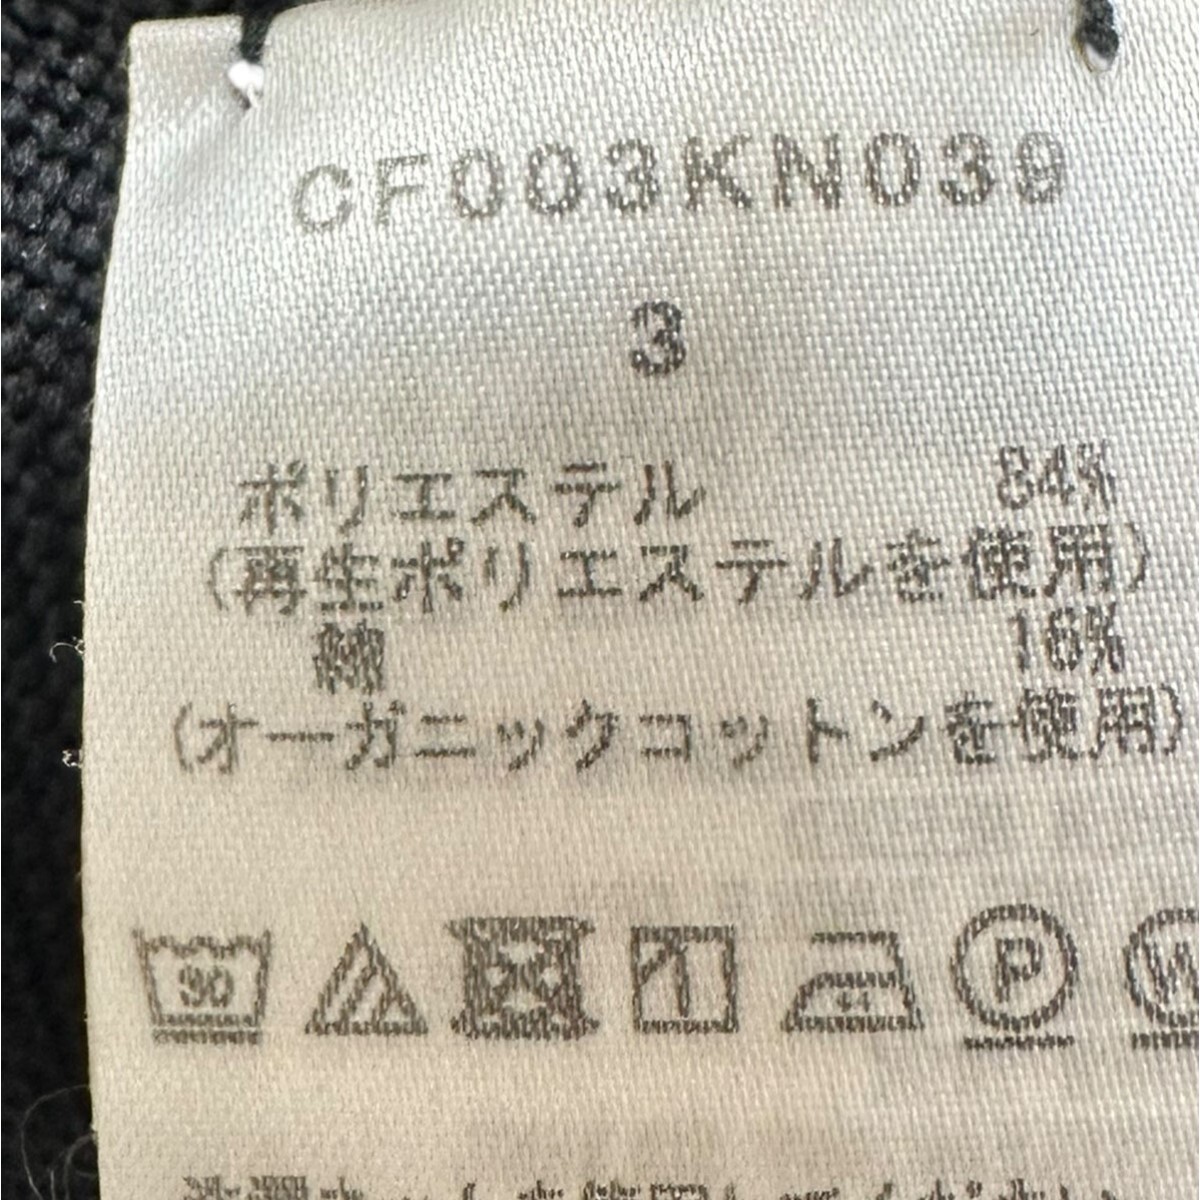 CF003KN039
3
ポリエステル 84%
(再生ポリエステルを使用)
綿 16%
(オーガニックコットンを使用)
30 P W